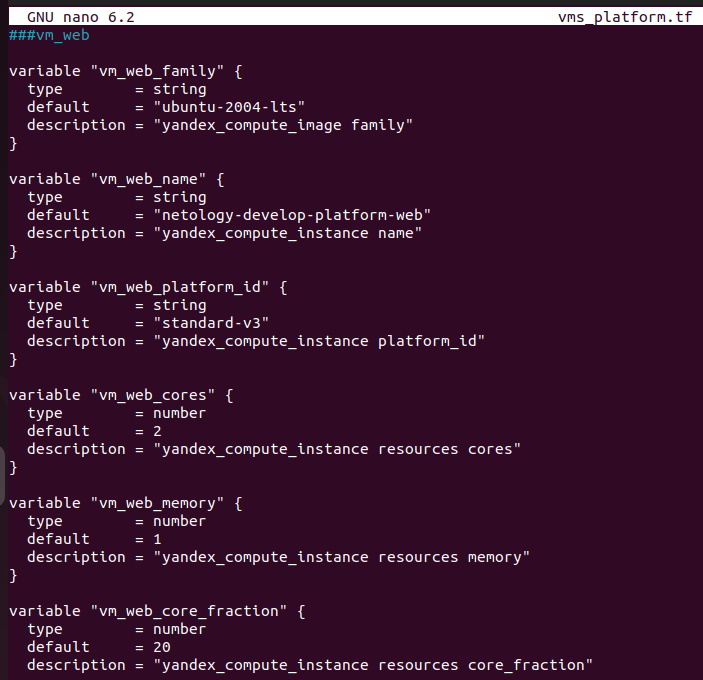 GNU nano 6.2 vms_platform.tf
###vm_web
variable "vm_web_family" {
type = string
default = "ubuntu-2004-lts"
description = "yandex_compute_image family"
}
variable "vm_web_name" {
type = string
default = "netology-develop-platform-web"
description = "yandex_compute_instance name"
}
variable "vm_web_platform_id" {
type = string
default = "standard-v3"
description = "yandex_compute_instance platform_id"
}
variable "vm_web_cores" {
type = number
default = 2
description = "yandex_compute_instance resources cores"
}
variable "vm_web_memory" {
type = number
default = 1
description = "yandex_compute_instance resources memory"
}
variable "vm_web_core_fraction" {
type = number
default = 20
description = "yandex_compute_instance resources core_fraction"